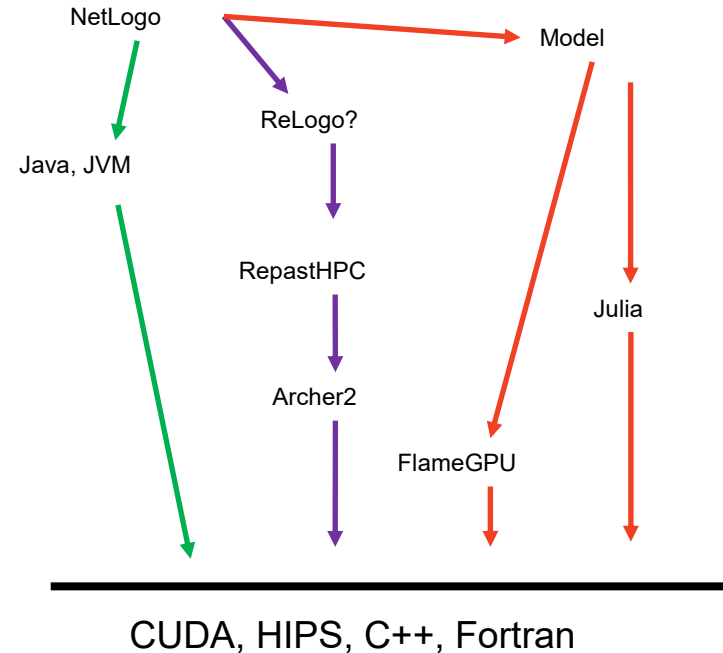 NetLogo
Model
ReLogo?
Java, JVM
RepastHPC
Julia
Archer2
FlameGPU
CUDA, HIPS, C++, Fortran